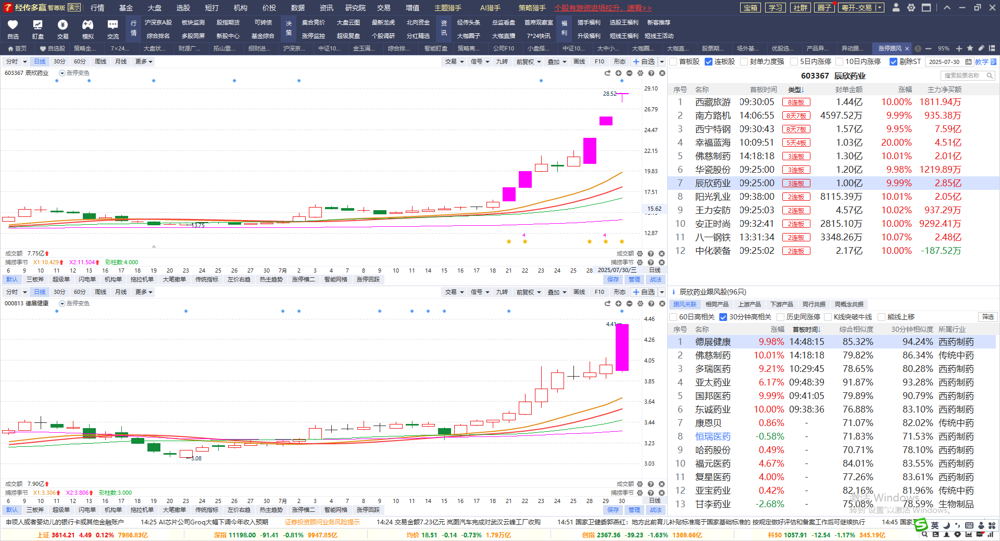 经传多赢 智尊版 演示 行情 基金 大盘 选股 短打 机构 价投 数据 资讯 研究院 交易 增值 主题猎手 AI猎手 策略猎手 个股有游资进场拉升，速看>> 宝箱 学习 社群 圈子 粤开-交易
行情 沪深京A股 板块监测 股指期货 可转债 决策 集合竞价 大盘云图 最新龙虎 北向资金 资讯 经传头条 总监看盘 首席观察室 福利 猎手福利 选股王福利 新客推荐
自选 盯盘 交易 模拟 交流 综合排名 多股同屏 新股中心 基金综合 涨停监控 超级复盘 个股调研 分红精选 大咖圈子 大咖直播 7*24快讯 升级福利 短线王福利 短线王活动
首页 自选股 策略全... 7×24... 大盘状... 财源广... 拓山重... 招财进... 沪深京... 中证10... 金玉满... 综合排... 智能盯盘 策略商... 公司F10 小盘择... 中证10... 大中小... 大咖圈... 大咖直... 股票期... 场外基... 优股选... 产品异... 异动跟... 涨停跟风 95%
分时 日线 30分 60分 周线 月线 更多 交易 信号 九转 前复权 叠加 画线 F10 形态 自选
603367 辰欣药业 涨停变色
28.52
13.75
29.10
26.79
24.47
22.15
19.83
17.51
15.62
12.87
成交额 7.75亿 成交额
捕捞季节 X1:10.429 X2:11.504 彩柱数:4.000 捕捞季节
6 9 10 11 12 13 16 17 18 19 20 23 24 25 26 27 30 7月 2 3 4 7 8 9 10 11 14 15 16 17 18 21 22 23 24 25 28 2025/07/30/三 日线
默认 三板斧 超级单 闪电单 机构单 拖拉机单 大笔撤单 传统指标 左价右趋 热主趋势 涨停横二 智能网格 涨停回踩 保存 管理 战法
分时 日线 30分 60分 周线 月线 更多 交易 信号 九转 前复权 叠加 画线 F10 形态 自选
000813 德展健康 涨停变色
4.41
3.08
4.46
4.26
4.05
3.85
3.64
3.44
3.23
3.03
成交额 7.90亿 成交额
捕捞季节 X1:3.306 X2:3.806 彩柱数:3.000 捕捞季节
6 9 10 11 12 13 16 17 18 19 20 23 24 25 26 27 30 7月 2 3 4 7 8 9 10 11 14 15 16 17 18 21 22 23 24 25 28 29 30 日线
默认 三板斧 超级单 闪电单 机构单 拖拉机单 大笔撤单 传统指标 左价右趋 热主趋势 涨停横二 智能网格 涨停回踩 保存 管理 战法
首板股 连板股 封单力度强 5日内涨停 10日内涨停 剔除ST 2025-07-30 教学
603367 辰欣药业 搜索股票名称
序号 名称 首板时间 类型↓ 封单金额 涨幅 主力净买额
1 西藏旅游 09:30:05 8连板 1.44亿 10.00% 1811.94万
2 南方路机 14:06:55 8天7板 4597.52万 9.99% 935.38万
3 西宁特钢 09:30:43 8天7板 1.57亿 9.95% 7.59亿
4 幸福蓝海 10:09:51 5天4板 1.03亿 20.00% 4.51亿
5 佛慈制药 14:18:18 3连板 1.30亿 10.01% 2.01亿
6 华瓷股份 09:25:00 3连板 1.20亿 9.98% 1219.89万
7 辰欣药业 09:25:00 3连板 1.00亿 9.99% 2.85亿
8 阳光乳业 09:38:00 2连板 8115.39万 10.01% 2.05亿
9 王力安防 09:25:03 2连板 4.57亿 10.02% 937.29万
10 安正时尚 09:32:41 2连板 2815.10万 10.00% 9292.41万
11 八一钢铁 13:31:34 2连板 3348.26万 10.07% 2.48亿
12 中化装备 09:25:02 2连板 2.17亿 10.00% -187.52万
辰欣药业跟风股(96只)
跟风关联 相同产品 上游产品 下游产品 同行共振 同概念共振
60日高相关 30分钟高相关 历史同涨停 K线突破牛线 熊线上移 筛选
序号 名称 涨幅 首板时间↓ 综合相似度 30分钟相似度 所属行业
1 德展健康 9.98% 14:48:15 85.32% 94.24% 西药制药
2 佛慈制药 10.01% 14:18:18 79.82% 86.34% 传统中药
3 多瑞医药 9.21% 10:29:45 78.65% 80.28% 西药制药
4 亚太药业 6.17% 09:48:39 91.87% 93.28% 西药制药
5 国邦医药 9.99% 09:41:05 79.89% 90.79% 西药制药
6 东诚药业 10.00% 09:38:36 76.88% 83.10% 西药制药
7 康恩贝 0.86% - 71.07% 82.02% 传统中药
8 恒瑞医药 -0.58% - 71.83% 71.53% 西药制药
9 哈药股份 0.49% - 70.71% 78.10% 西药制药
10 福元医药 4.67% - 84.01% 83.55% 西药制药
11 复星医药 4.00% - 77.26% 83.61% 西药制药
12 亚宝药业 0.42% - 82.16% 81.96% 传统中药
13 甘李药业 -2.68% - 75.08% 78.59% 生物制品
激活 Windows
转到"设置"以激活 Windows。
申领人或者婴幼儿的银行卡或其他金融账户 14:25 AI芯片公司Groq大幅下调今年收入预期 证券投资顾问业务风险提示 14:24 交易金额7.23亿元 岚图汽车完成对武汉云峰工厂收购 14:51 国家卫健委郭燕红：地方此前育儿补贴标准高于国家基础标准的 按规定做好评估和备案工作后可继续执行 14:45 国家
上证 3614.21 4.49 0.12% 7986.83亿 深指 11198.00 -91.41 -0.81% 9947.85亿 均价 18.51 -0.14 -0.73% 1.79万亿 创指 2367.36 -39.23 -1.63% 1369.66亿 科50 1057.91 -12.54 -1.17% 345.19亿
英